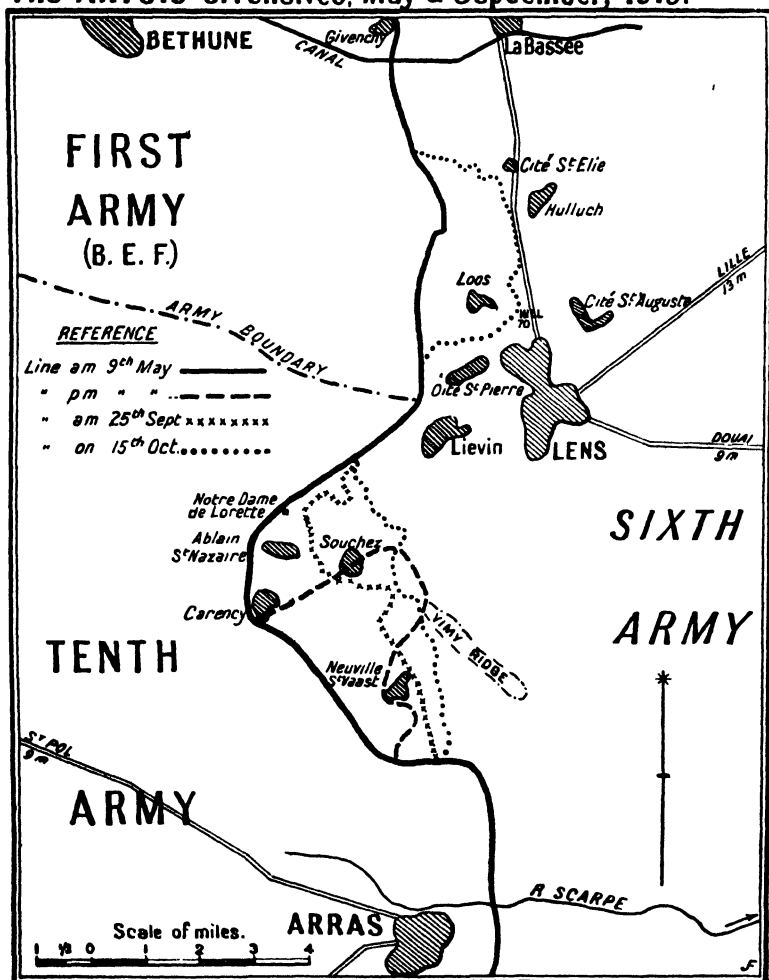 The Artois Offensives, May & September, 1915.
BETHUNE
CANAL
Givenchy
La Bassée
FIRST
ARMY
(B. E. F.)
Cité St Elie
Hulluch
LILLE
13 m
Loos
Cité St Auguste
HILL
70
ARMY BOUNDARY
REFERENCE
Line am 9th May
" pm " "
" am 25th Sept
" on 15th Oct.
Cité St Pierre
Lievin
LENS
DOUAI
9 m
Notre Dame
de Lorette
Ablain
St Nazaire
Souchez
SIXTH
ARMY
Carency
VIMY RIDGE
TENTH
ARMY
Neuville
St Vaast
ST POL
9 m
R SCARPE
ARRAS
Scale of miles.
1 1/2 0 1 2 3 4